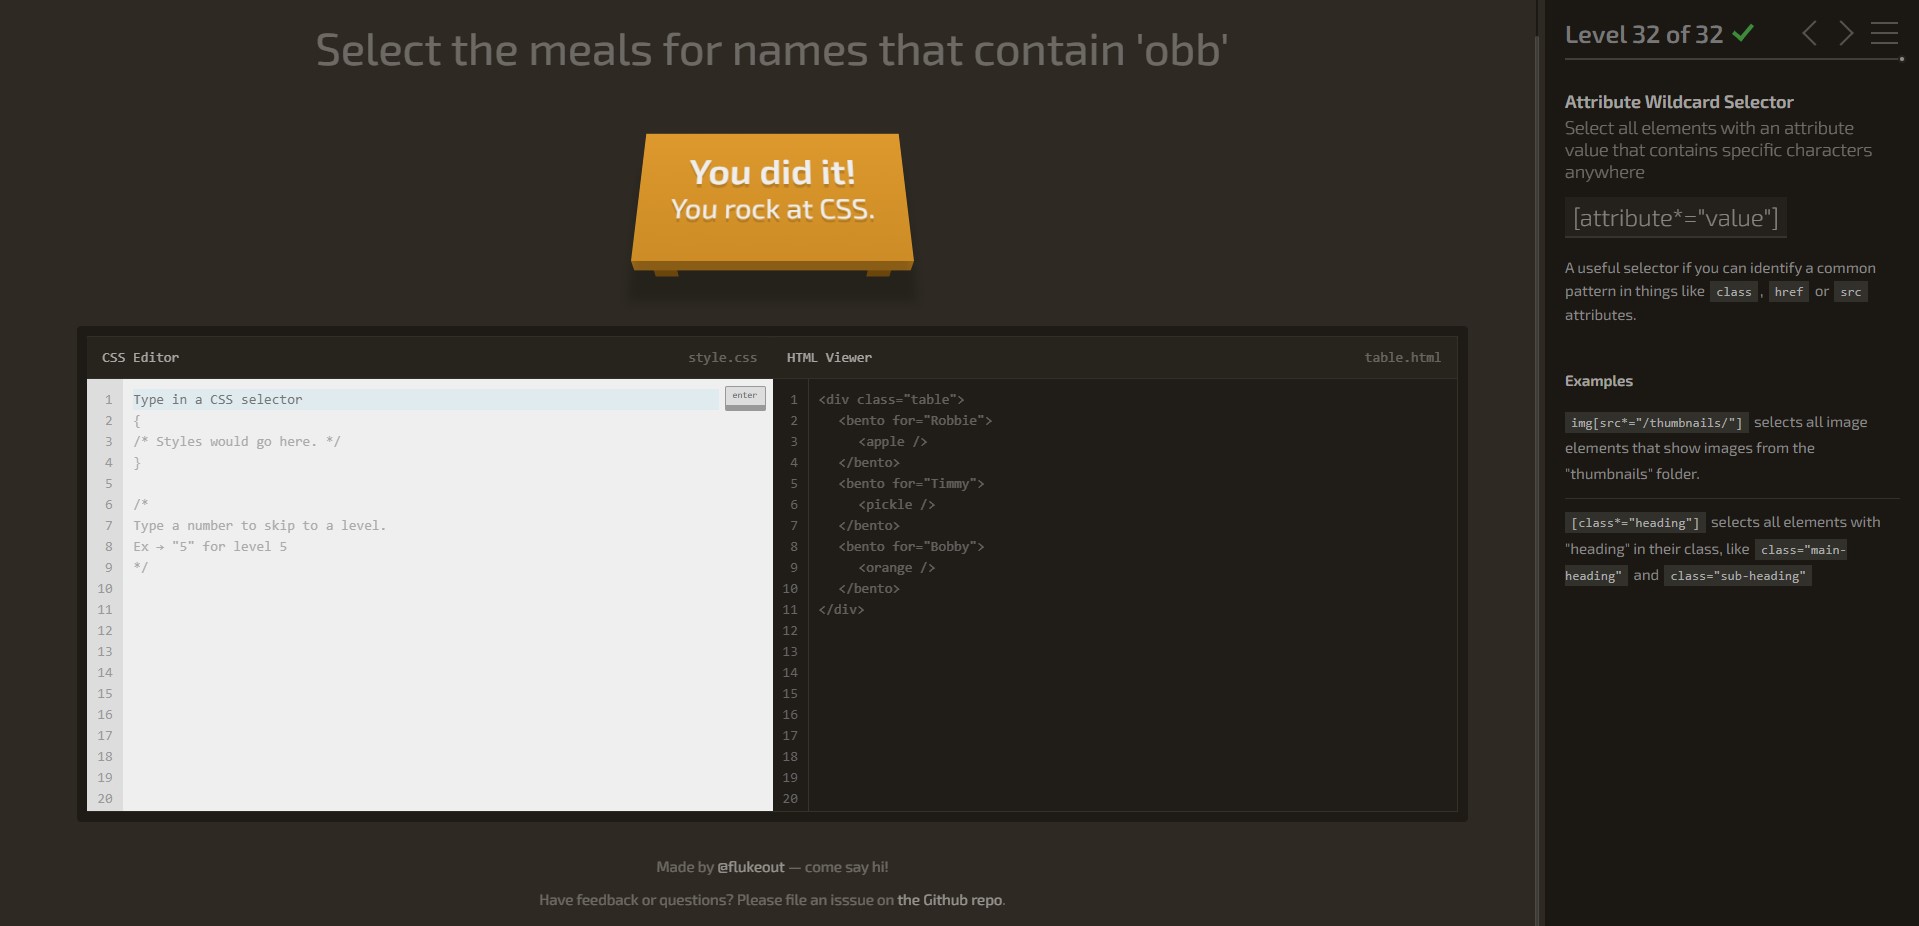 Select the meals for names that contain 'obb'
You did it!
You rock at CSS.
CSS Editor style.css
1 Type in a CSS selector enter
2 {
3 /* Styles would go here. */
4 }
5
6 /*
7 Type a number to skip to a level.
8 Ex → "5" for level 5
9 */
10
11
12
13
14
15
16
17
18
19
20
HTML Viewer table.html
1 <div class="table">
2 <bento for="Robbie">
3 <apple />
4 </bento>
5 <bento for="Timmy">
6 <pickle />
7 </bento>
8 <bento for="Bobby">
9 <orange />
10 </bento>
11 </div>
12
13
14
15
16
17
18
19
20
Made by @flukeout — come say hi!
Have feedback or questions? Please file an isssue on the Github repo.
Level 32 of 32
Attribute Wildcard Selector
Select all elements with an attribute
value that contains specific characters
anywhere
[attribute*="value"]
A useful selector if you can identify a common
pattern in things like class , href or src
attributes.
Examples
img[src*="/thumbnails/"] selects all image
elements that show images from the
"thumbnails" folder.
[class*="heading"] selects all elements with
"heading" in their class, like class="main-
heading" and class="sub-heading"